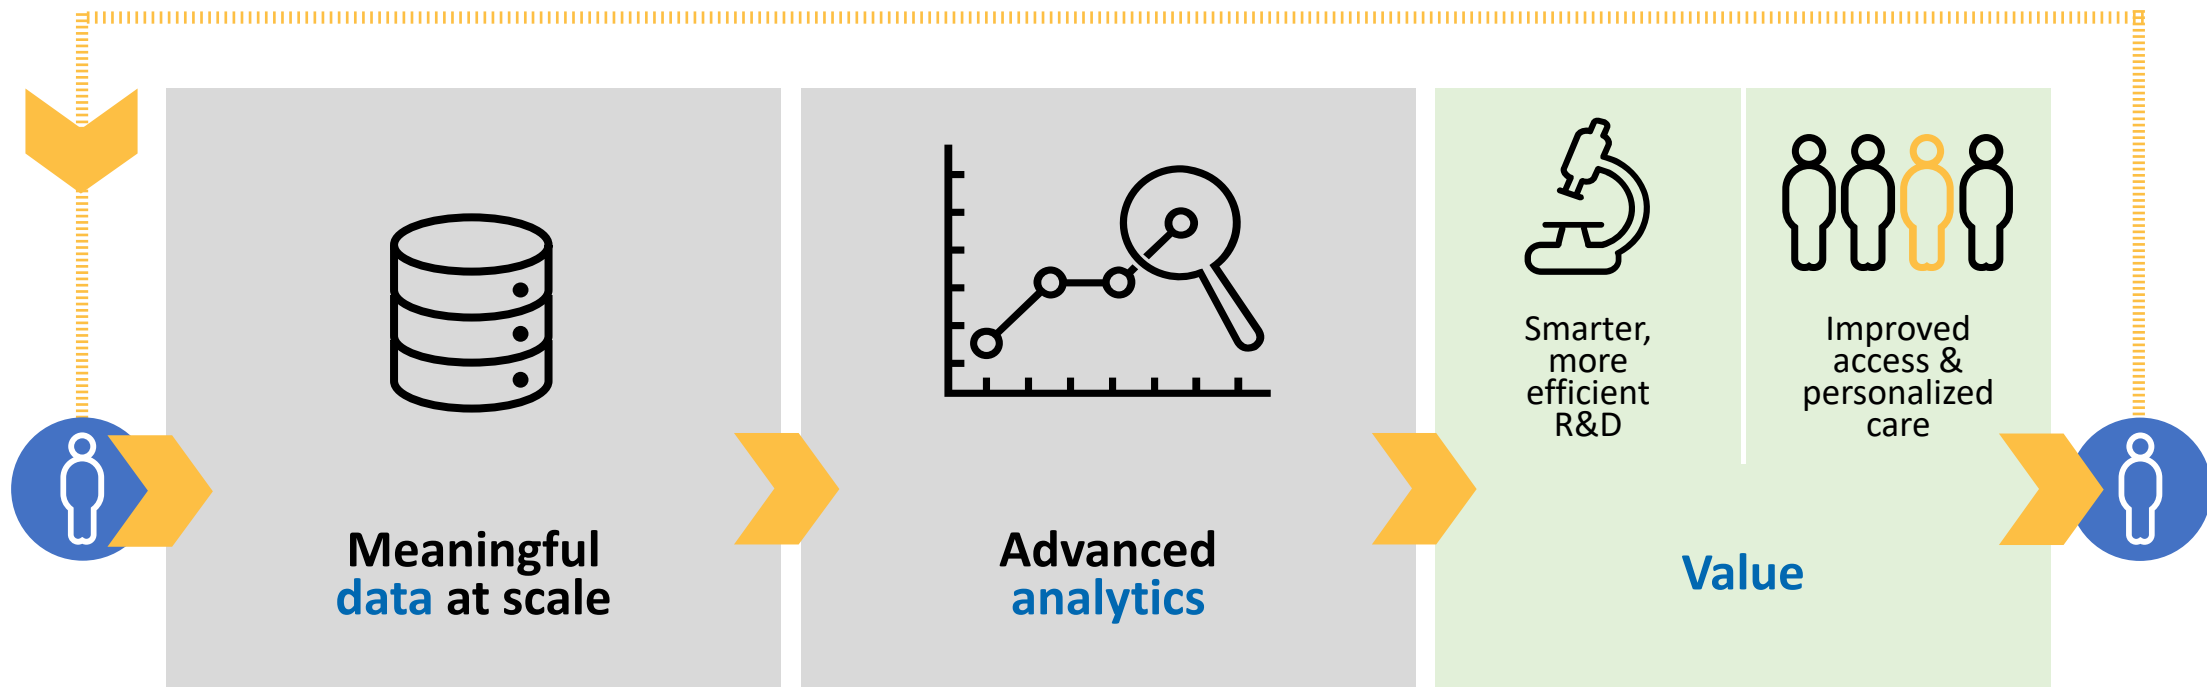 Meaningful
data at scale
Advanced
analytics
Smarter,
more
efficient
R&D
Improved
access &
personalized
care
Value